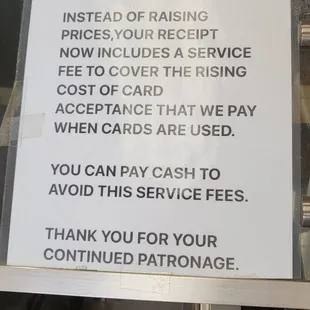 INSTEAD OF RAISING
PRICES,YOUR RECEIPT
NOW INCLUDES A SERVICE
FEE TO COVER THE RISING
COST OF CARD
ACCEPTANCE THAT WE PAY
WHEN CARDS ARE USED.
YOU CAN PAY CASH TO
AVOID THIS SERVICE FEES.
THANK YOU FOR YOUR
CONTINUED PATRONAGE.